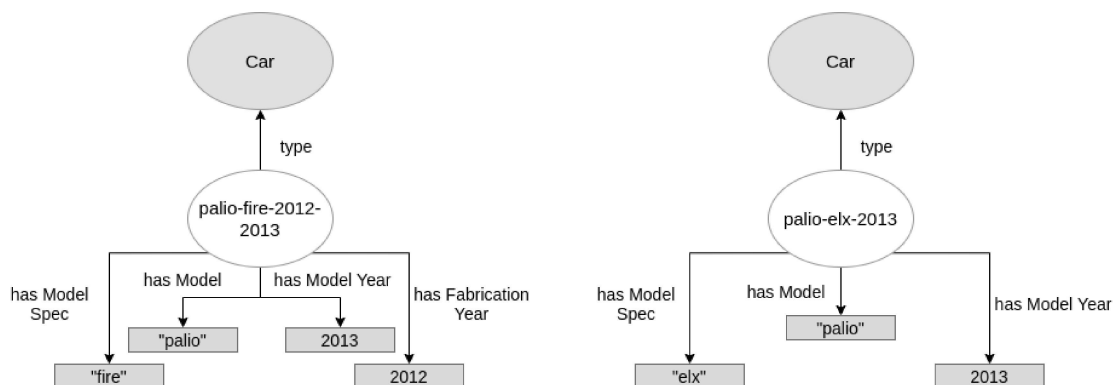 Car
type
palio-fire-2012-
2013
has Model
Spec
has Model
has Model Year
has Fabrication
Year
"palio"
2013
"fire"
2012
Car
type
palio-elx-2013
has Model
Spec
has Model
has Model Year
"palio"
"elx"
2013